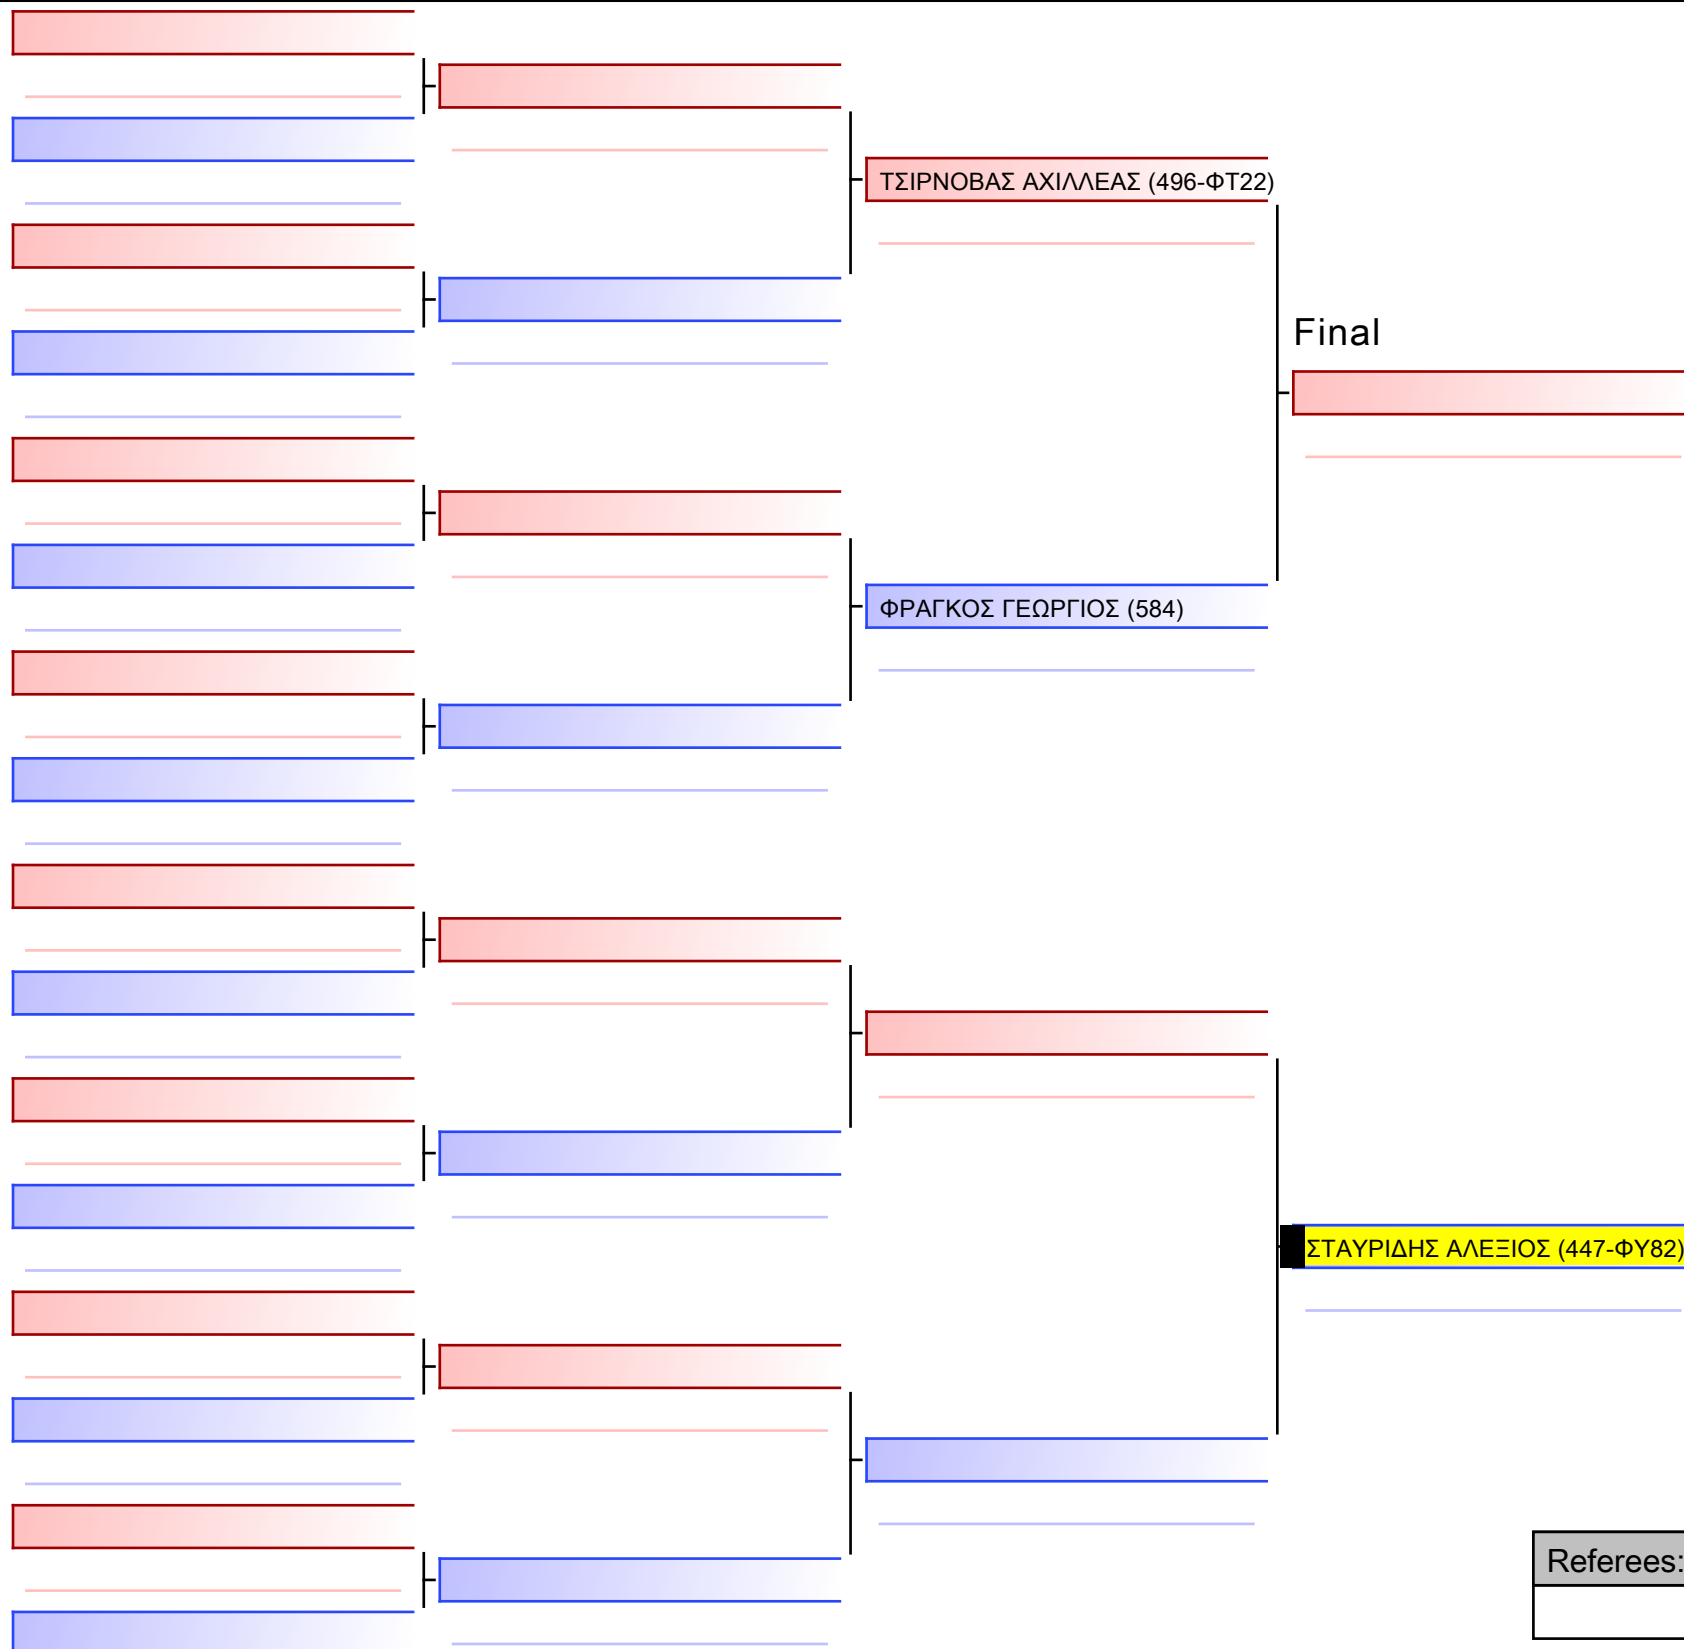 ΤΣΙΡΝΟΒΑΣ ΑΧΙΛΛΕΑΣ (496-ΦΤ22)
Final
ΦΡΑΓΚΟΣ ΓΕΩΡΓΙΟΣ (584)
ΣΤΑΥΡΙΔΗΣ ΑΛΕΞΙΟΣ (447-ΦΥ82)
Referees: